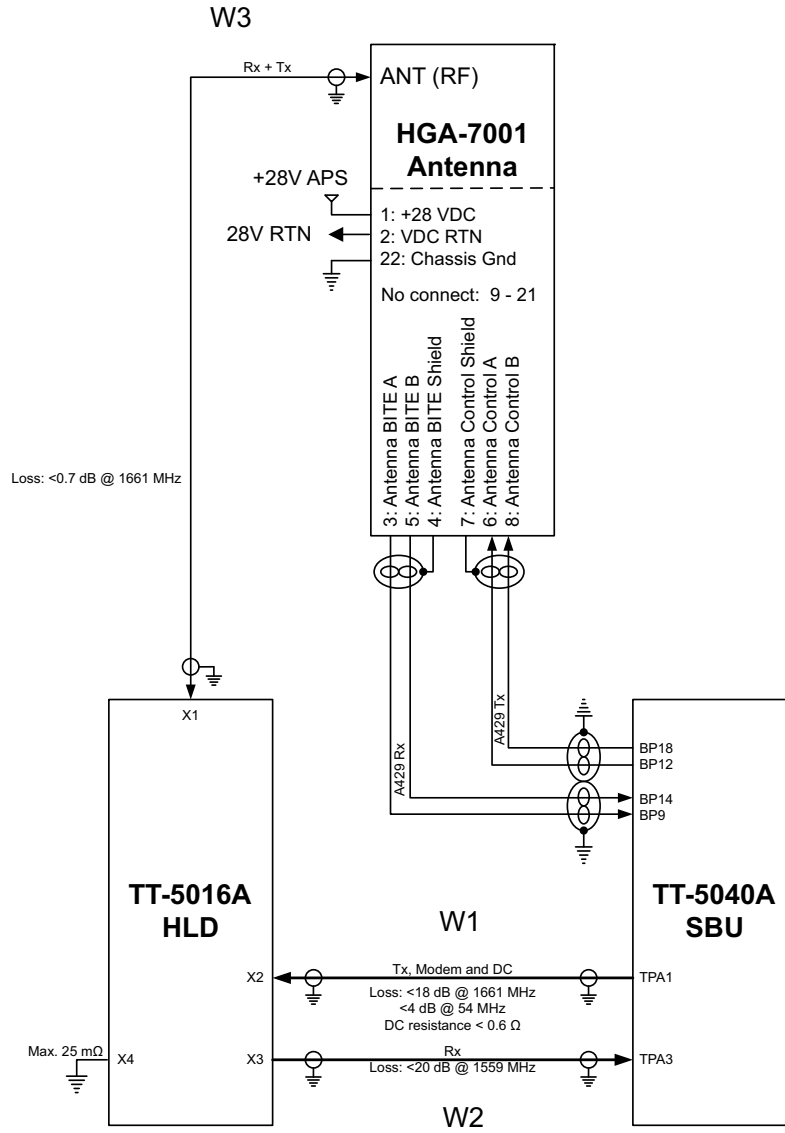 W3
Rx + Tx
ANT (RF)
HGA-7001
Antenna
+28V APS
28V RTN
1: +28 VDC
2: VDC RTN
22: Chassis Gnd
No connect: 9 - 21
3: Antenna BITE A
5: Antenna BITE B
4: Antenna BITE Shield
7: Antenna Control Shield
6: Antenna Control A
8: Antenna Control B
Loss: <0.7 dB @ 1661 MHz
A429 Rx
A429 Tx
X1
BP18
BP12
BP14
BP9
TT-5016A
HLD
TT-5040A
SBU
W1
X2
Tx, Modem and DC
TPA1
Loss: <18 dB @ 1661 MHz
<4 dB @ 54 MHz
DC resistance < 0.6 Ω
Max. 25 mΩ
X4
X3
Rx
TPA3
Loss: <20 dB @ 1559 MHz
W2